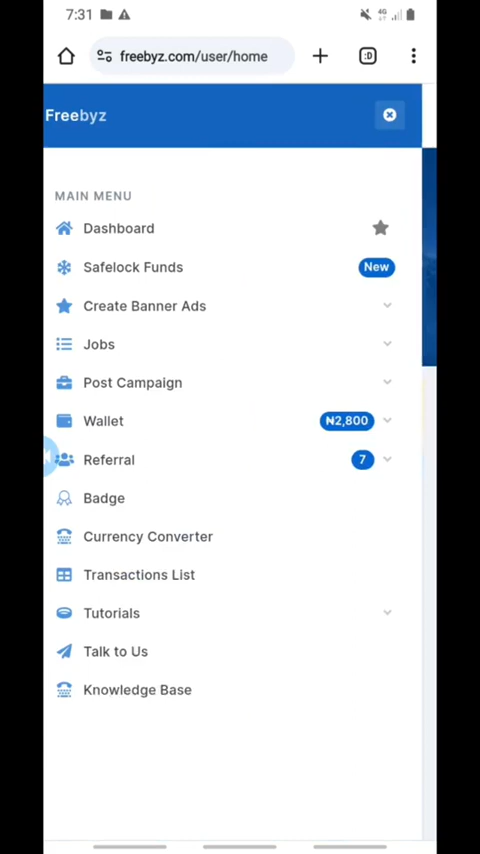 7:31
4G
freebyz.com/user/home
:D
Freebyz
MAIN MENU
Dashboard
Safelock Funds New
Create Banner Ads
Jobs
Post Campaign
Wallet ₦2,800
Referral 7
Badge
Currency Converter
Transactions List
Tutorials
Talk to Us
Knowledge Base